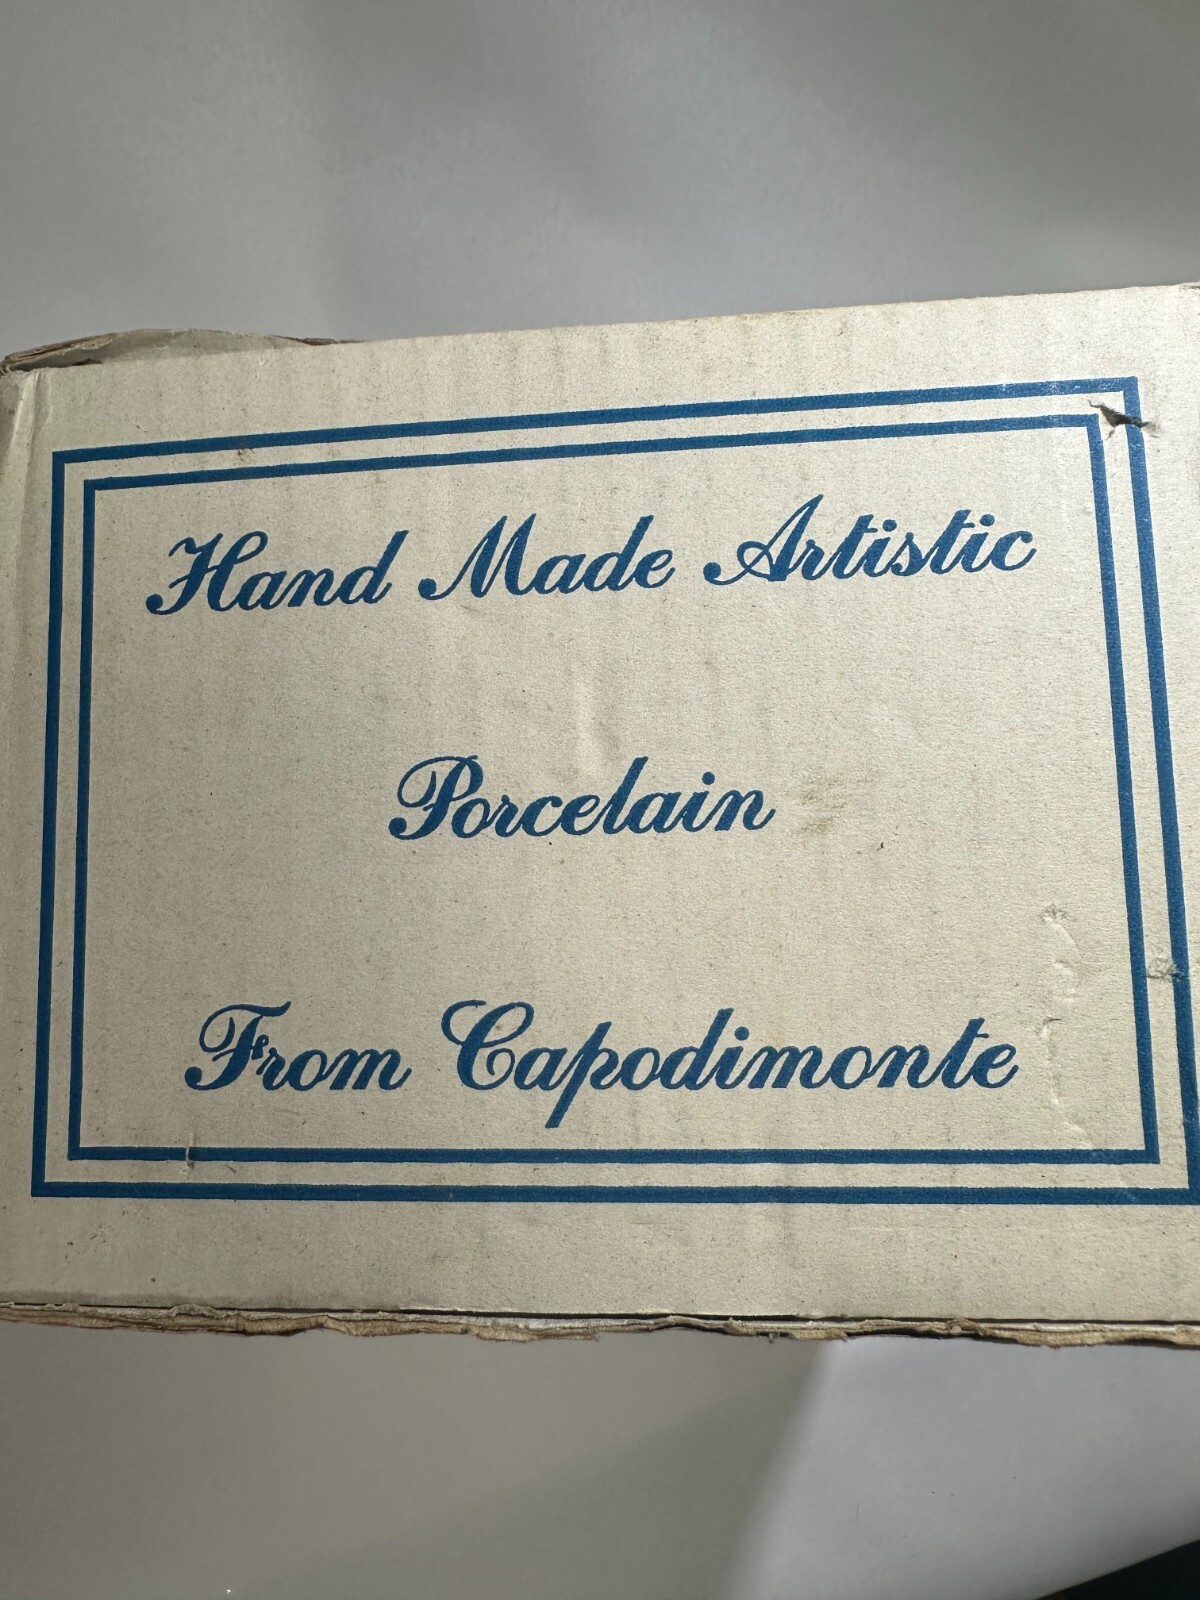 Hand Made Artistic
Porcelain
From Capodimonte